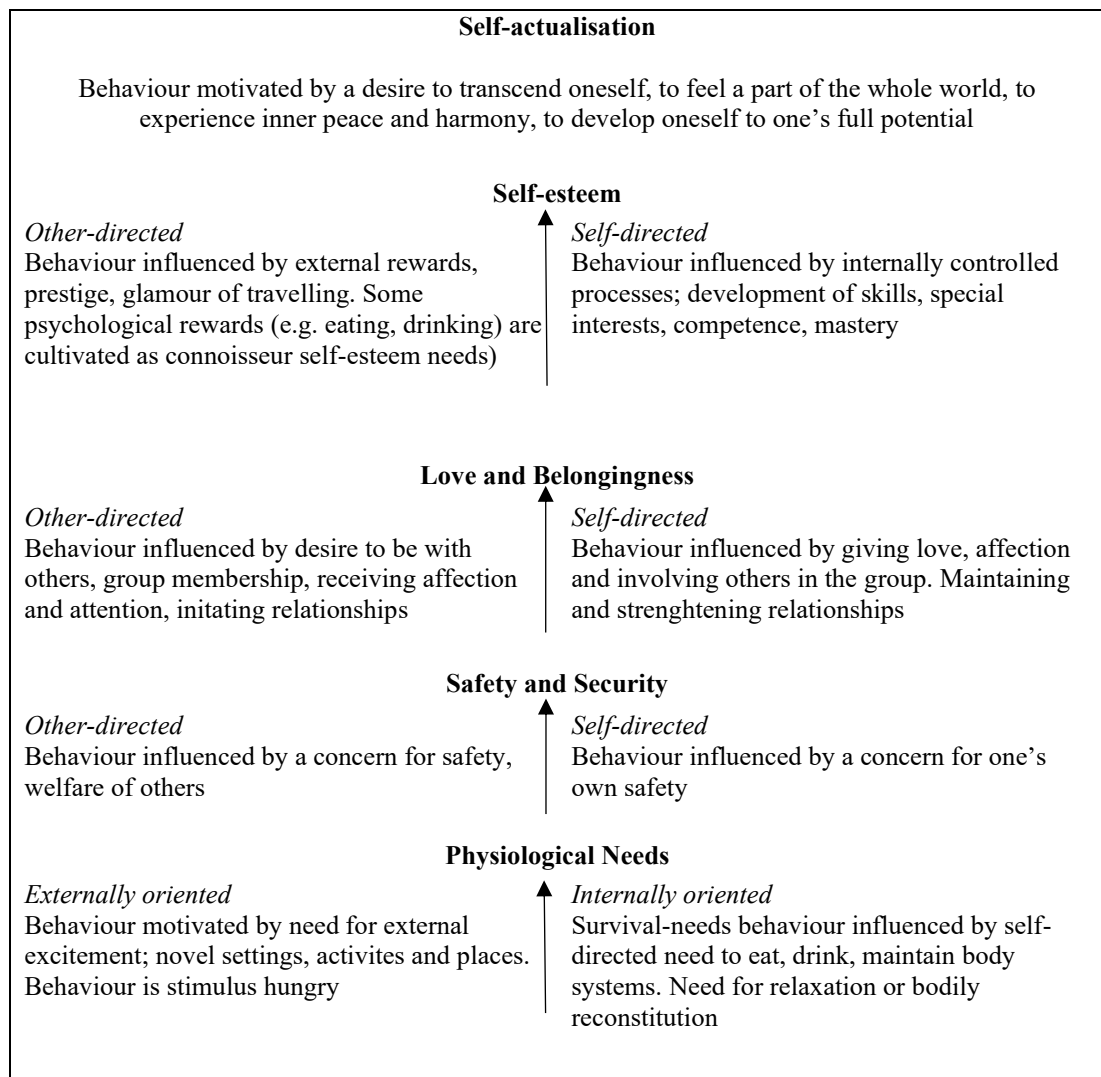 Self-actualisation
Behaviour motivated by a desire to transcend oneself, to feel a part of the whole world, to
experience inner peace and harmony, to develop oneself to one's full potential
Self-esteem
Other-directed
Behaviour influenced by external rewards,
prestige, glamour of travelling. Some
psychological rewards (e.g. eating, drinking) are
cultivated as connoisseur self-esteem needs)
Self-directed
Behaviour influenced by internally controlled
processes; development of skills, special
interests, competence, mastery
Love and Belongingness
Other-directed
Behaviour influenced by desire to be with
others, group membership, receiving affection
and attention, initating relationships
Self-directed
Behaviour influenced by giving love, affection
and involving others in the group. Maintaining
and strenghtening relationships
Safety and Security
Other-directed
Behaviour influenced by a concern for safety,
welfare of others
Self-directed
Behaviour influenced by a concern for one's
own safety
Physiological Needs
Externally oriented
Behaviour motivated by need for external
excitement; novel settings, activites and places.
Behaviour is stimulus hungry
Internally oriented
Survival-needs behaviour influenced by self-
directed need to eat, drink, maintain body
systems. Need for relaxation or bodily
reconstitution